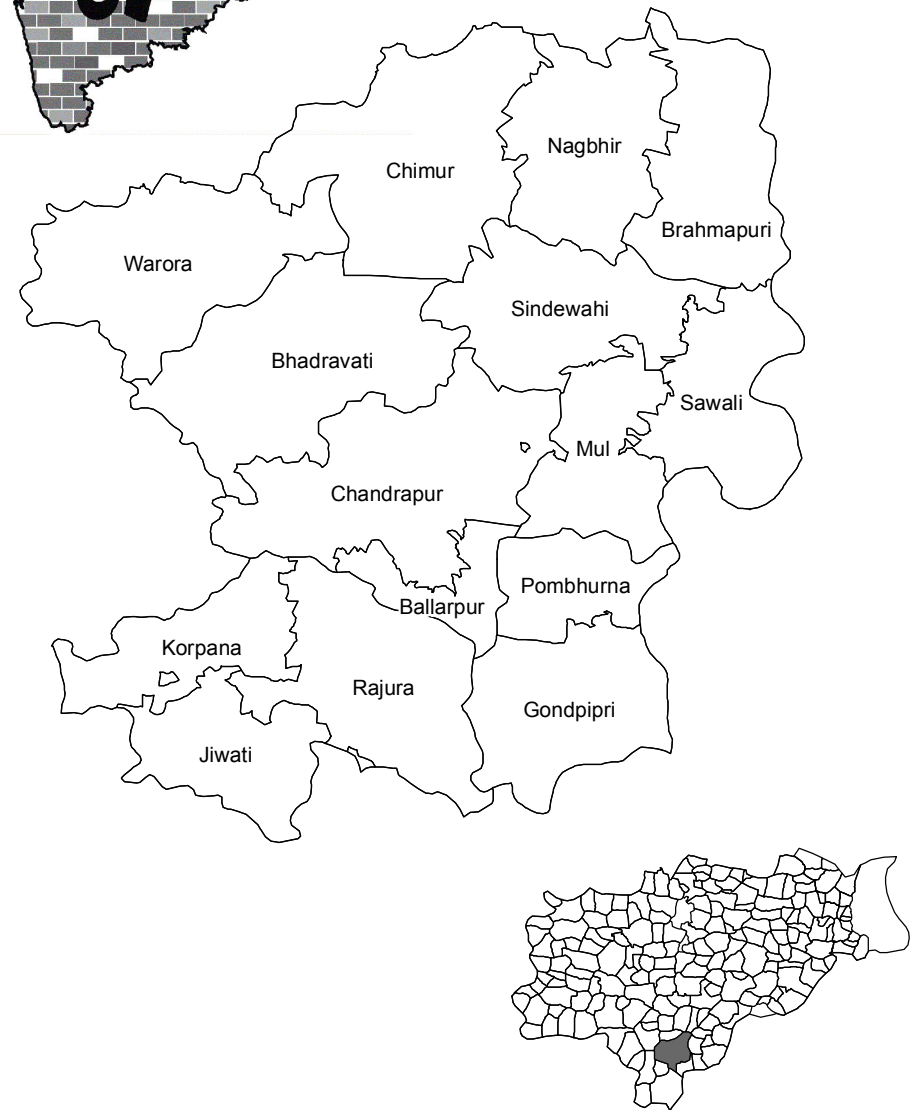 Nagbhir
Chimur
Brahmapuri
Warora
Sindewahi
Bhadravati
Sawali
Mul
Chandrapur
Pombhurna
Ballarpur
Korpana
Rajura
Gondpipri
Jiwati